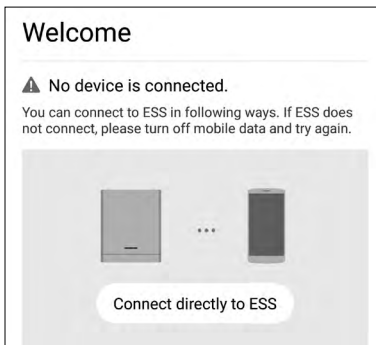 Welcome
No device is connected.
You can connect to ESS in following ways. If ESS does
not connect, please turn off mobile data and try again.
Connect directly to ESS